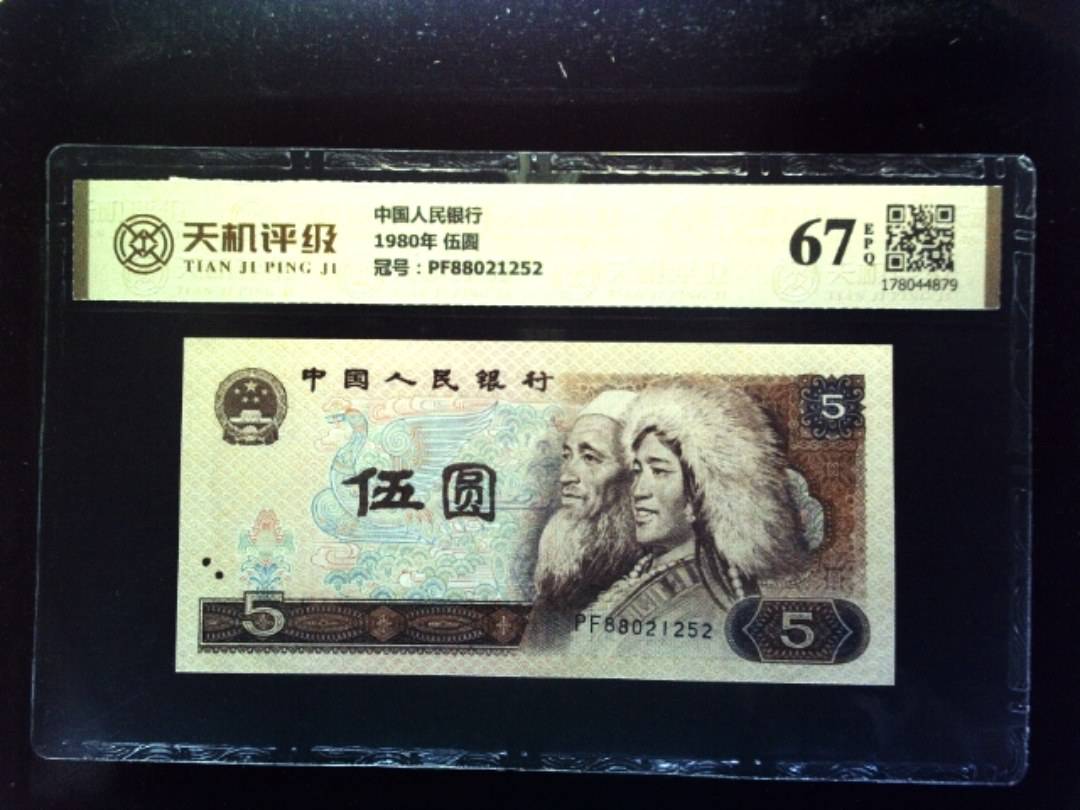 天机评级
TIAN JI PING JI
中国人民银行
1980年 伍圆
冠号：PF88021252
67
EPQ
178044879
中国人民银行
5
伍圆
5
PF88021252
5